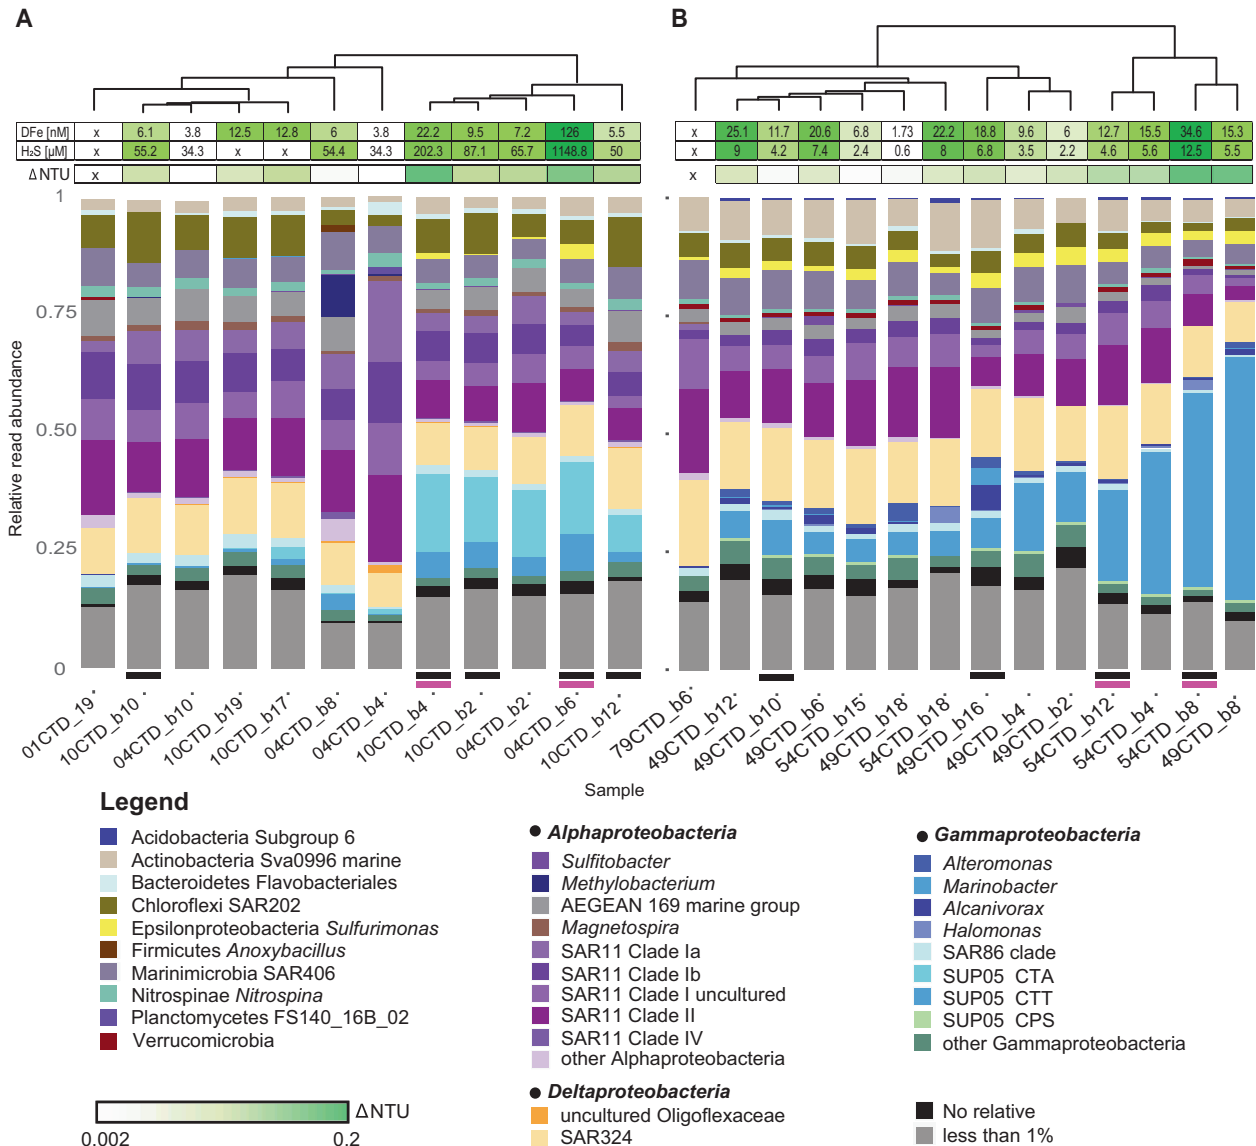 A
B
DFe [nM] x 6.1 3.8 12.5 12.8 6 3.8 22.2 9.5 7.2 126 5.5
H₂S [µM] x 55.2 34.3 x x 54.4 34.3 202.3 87.1 65.7 1148.8 50
Δ NTU x
x 25.1 11.7 20.6 6.8 1.73 22.2 18.8 9.6 6 12.7 15.5 34.6 15.3
x 9 4.2 7.4 2.4 0.6 8 6.8 3.5 2.2 4.6 5.6 12.5 5.5
x
1
0.75
0.50
0.25
0
Relative read abundance
01CTD_19
10CTD_b10
04CTD_b10
10CTD_b19
10CTD_b17
04CTD_b8
04CTD_b4
10CTD_b4
10CTD_b2
04CTD_b2
04CTD_b6
10CTD_b12
79CTD_b6
49CTD_b12
49CTD_b10
49CTD_b6
54CTD_b15
49CTD_b18
54CTD_b18
49CTD_b16
49CTD_b4
49CTD_b2
54CTD_b12
54CTD_b4
54CTD_b8
49CTD_b8
Sample
Legend
Acidobacteria Subgroup 6
Actinobacteria Sva0996 marine
Bacteroidetes Flavobacteriales
Chloroflexi SAR202
Epsilonproteobacteria Sulfurimonas
Firmicutes Anoxybacillus
Marinimicrobia SAR406
Nitrospinae Nitrospina
Planctomycetes FS140_16B_02
Verrucomicrobia
Alphaproteobacteria
Sulfitobacter
Methylobacterium
AEGEAN 169 marine group
Magnetospira
SAR11 Clade Ia
SAR11 Clade Ib
SAR11 Clade I uncultured
SAR11 Clade II
SAR11 Clade IV
other Alphaproteobacteria
Deltaproteobacteria
uncultured Oligoflexaceae
SAR324
Gammaproteobacteria
Alteromonas
Marinobacter
Alcanivorax
Halomonas
SAR86 clade
SUP05 CTA
SUP05 CTT
SUP05 CPS
other Gammaproteobacteria
No relative
less than 1%
Δ NTU
0.002 0.2